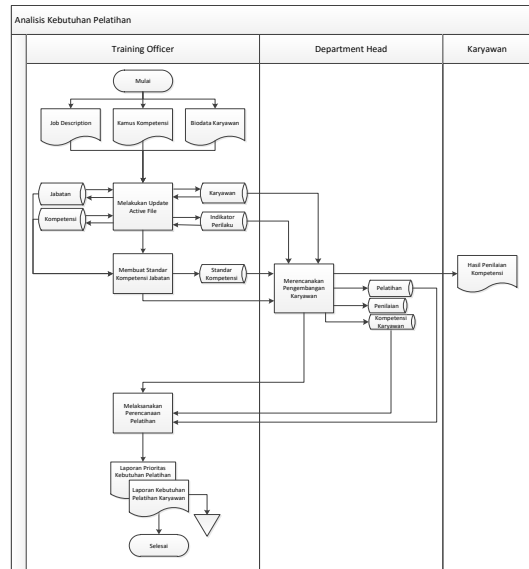 Analisis Kebutuhan Pelatihan
Training Officer
Department Head
Karyawan
Mulai
Job Description
Kamus Kompetensi
Biodata Karyawan
Jabatan
Melakukan Update
Active File
Karyawan
Kompetensi
Indikator
Perilaku
Membuat Standar
Kompetensi Jabatan
Standar
Kompetensi
Merencanakan
Pengembangan
Karyawan
Hasil Penilaian
Kompetensi
Pelatihan
Penilaian
Kompetensi
Karyawan
Melaksanakan
Perencanaan
Pelatihan
Laporan Prioritas
Kebutuhan Pelatihan
Laporan Kebutuhan
Pelatihan Karyawan
Selesai